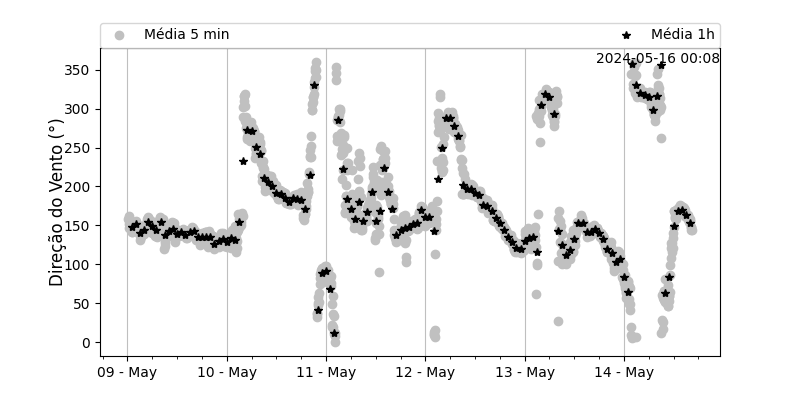 Média 5 min
Média 1h
2024-05-16 00:08
Direção do Vento (°)
350
300
250
200
150
100
50
0
09 - May
10 - May
11 - May
12 - May
13 - May
14 - May